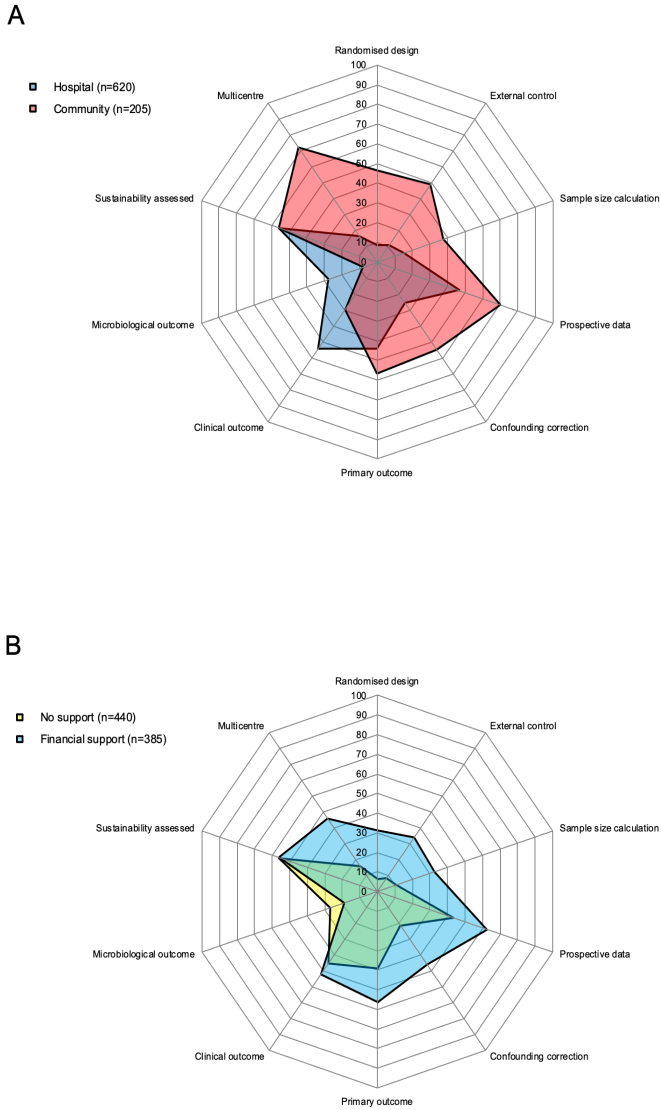 A
Randomised design
Hospital (n=620)
Community (n=205)
Multicentre
External control
100
90
80
70
60
50
40
30
20
10
0
Sustainability assessed
Sample size calculation
Microbiological outcome
Prospective data
Clinical outcome
Confounding correction
Primary outcome
B
Randomised design
No support (n=440)
Financial support (n=385)
Multicentre
External control
100
90
80
70
60
50
40
30
20
10
0
Sustainability assessed
Sample size calculation
Microbiological outcome
Prospective data
Clinical outcome
Confounding correction
Primary outcome